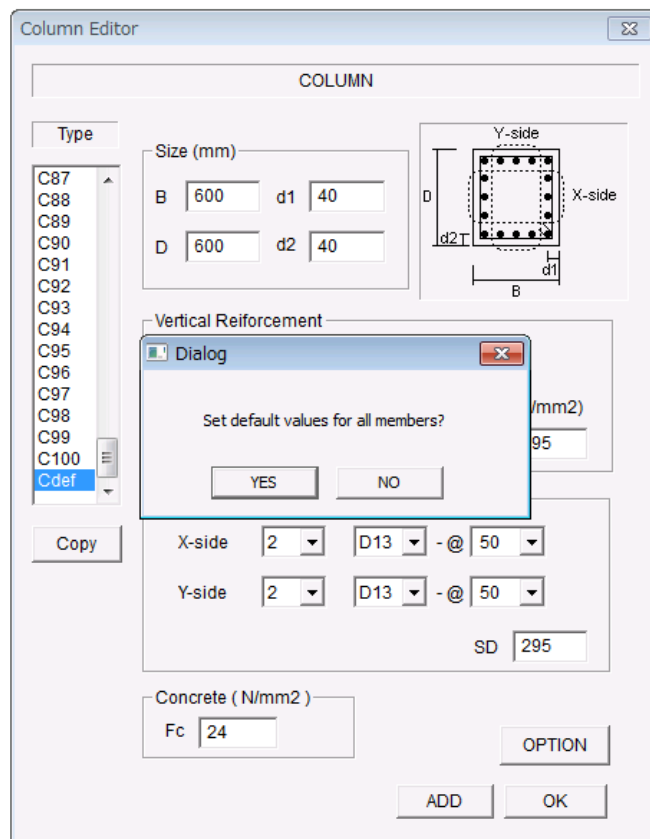 Column Editor
COLUMN
Type
C87
C88
C89
C90
C91
C92
C93
C94
C95
C96
C97
C98
C99
C100
Cdef
Copy
Size (mm)
B 600 d1 40
D 600 d2 40
Y-side
D
X-side
d2
d1
B
Vertical Reiforcement
/mm2)
95
Dialog
Set default values for all members?
YES NO
X-side 2 D13 - @ 50
Y-side 2 D13 - @ 50
SD 295
Concrete ( N/mm2 )
Fc 24
OPTION
ADD OK